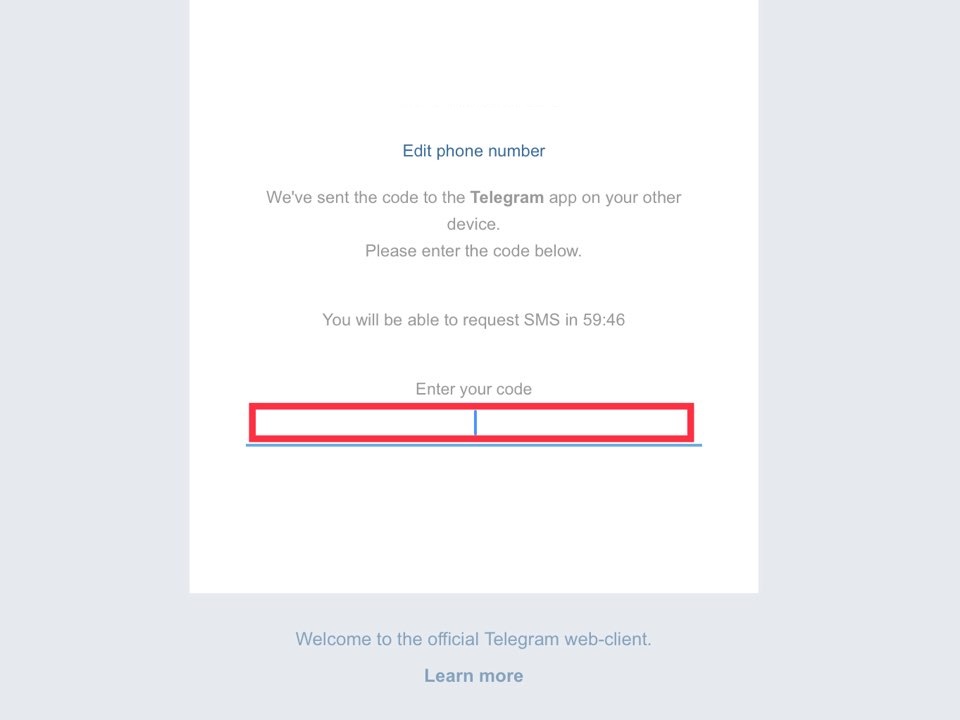 Edit phone number
We've sent the code to the Telegram app on your other
device.
Please enter the code below.
You will be able to request SMS in 59:46
Enter your code
Welcome to the official Telegram web-client.
Learn more